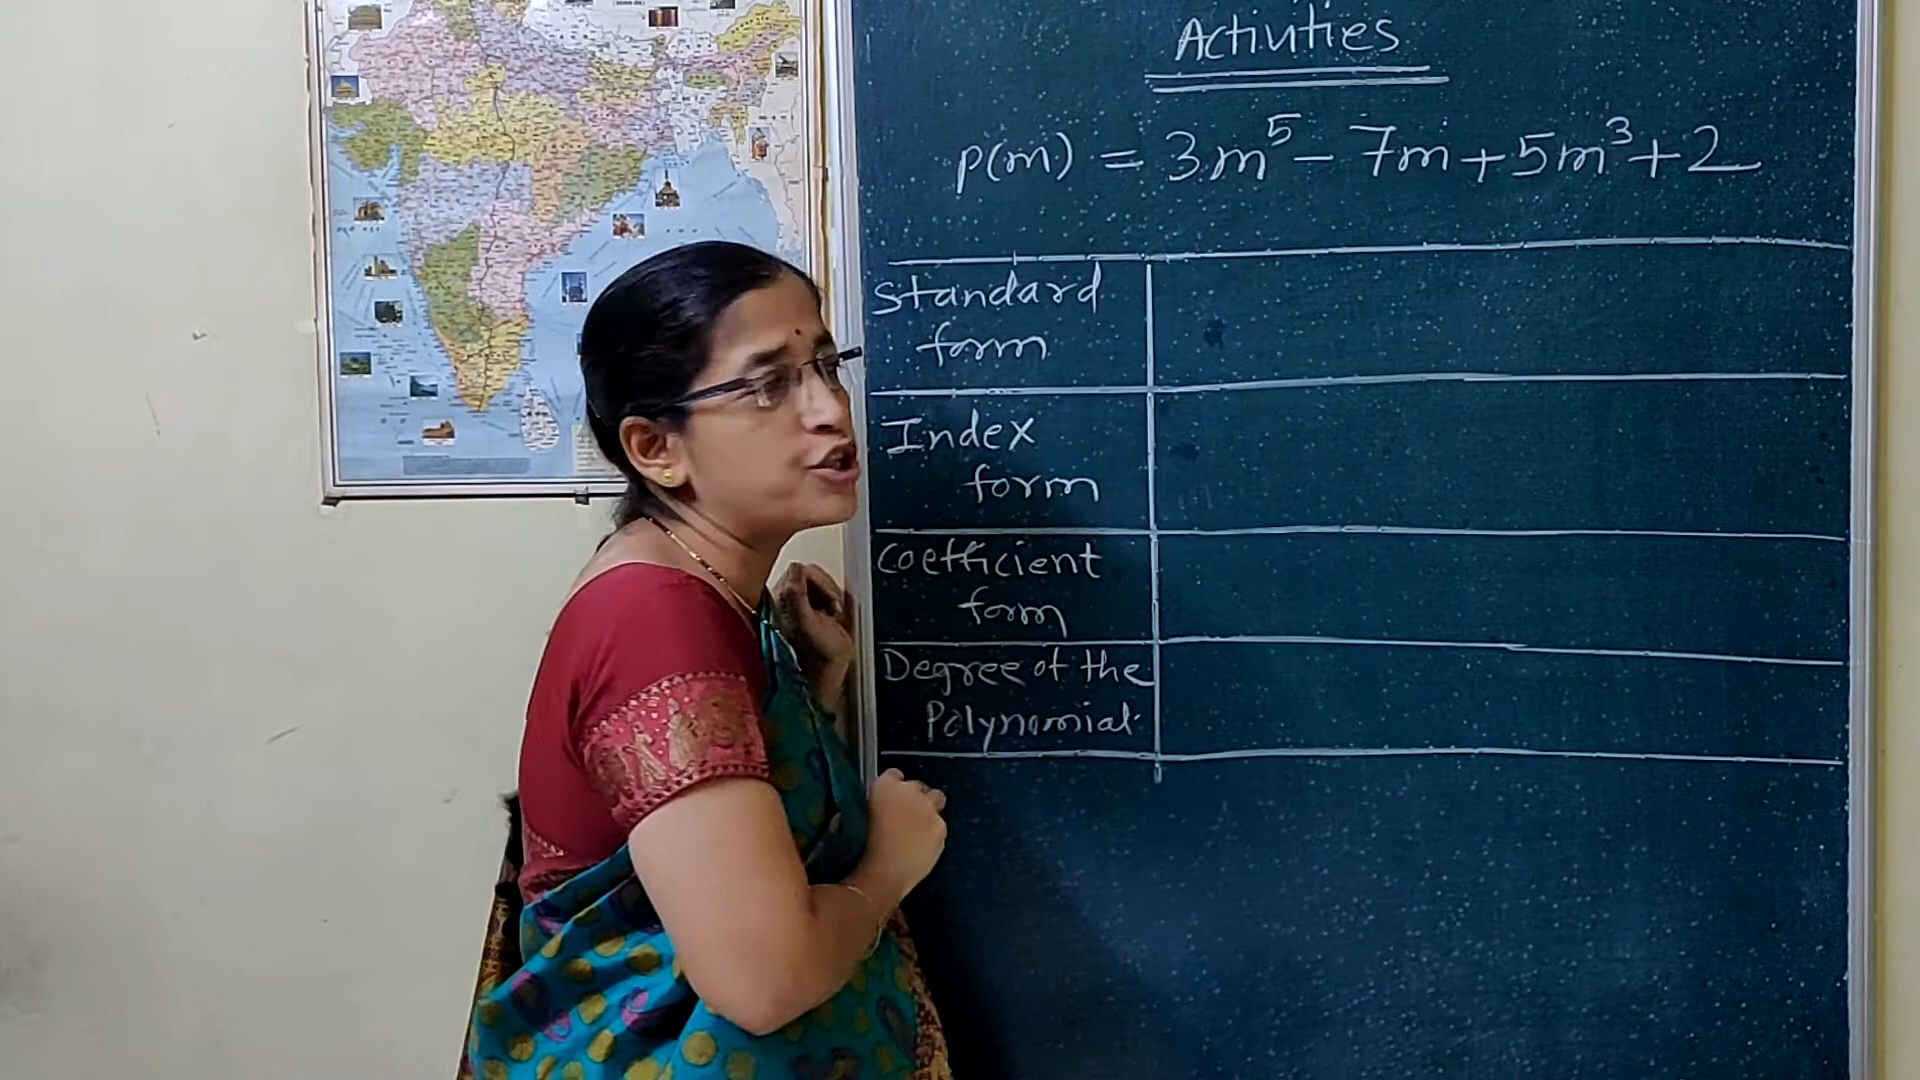 Activities
p(m) = 3m⁵ - 7m + 5m³ + 2
Standard
form
Index
form
Coefficient
form
Degree of the
Polynomial.